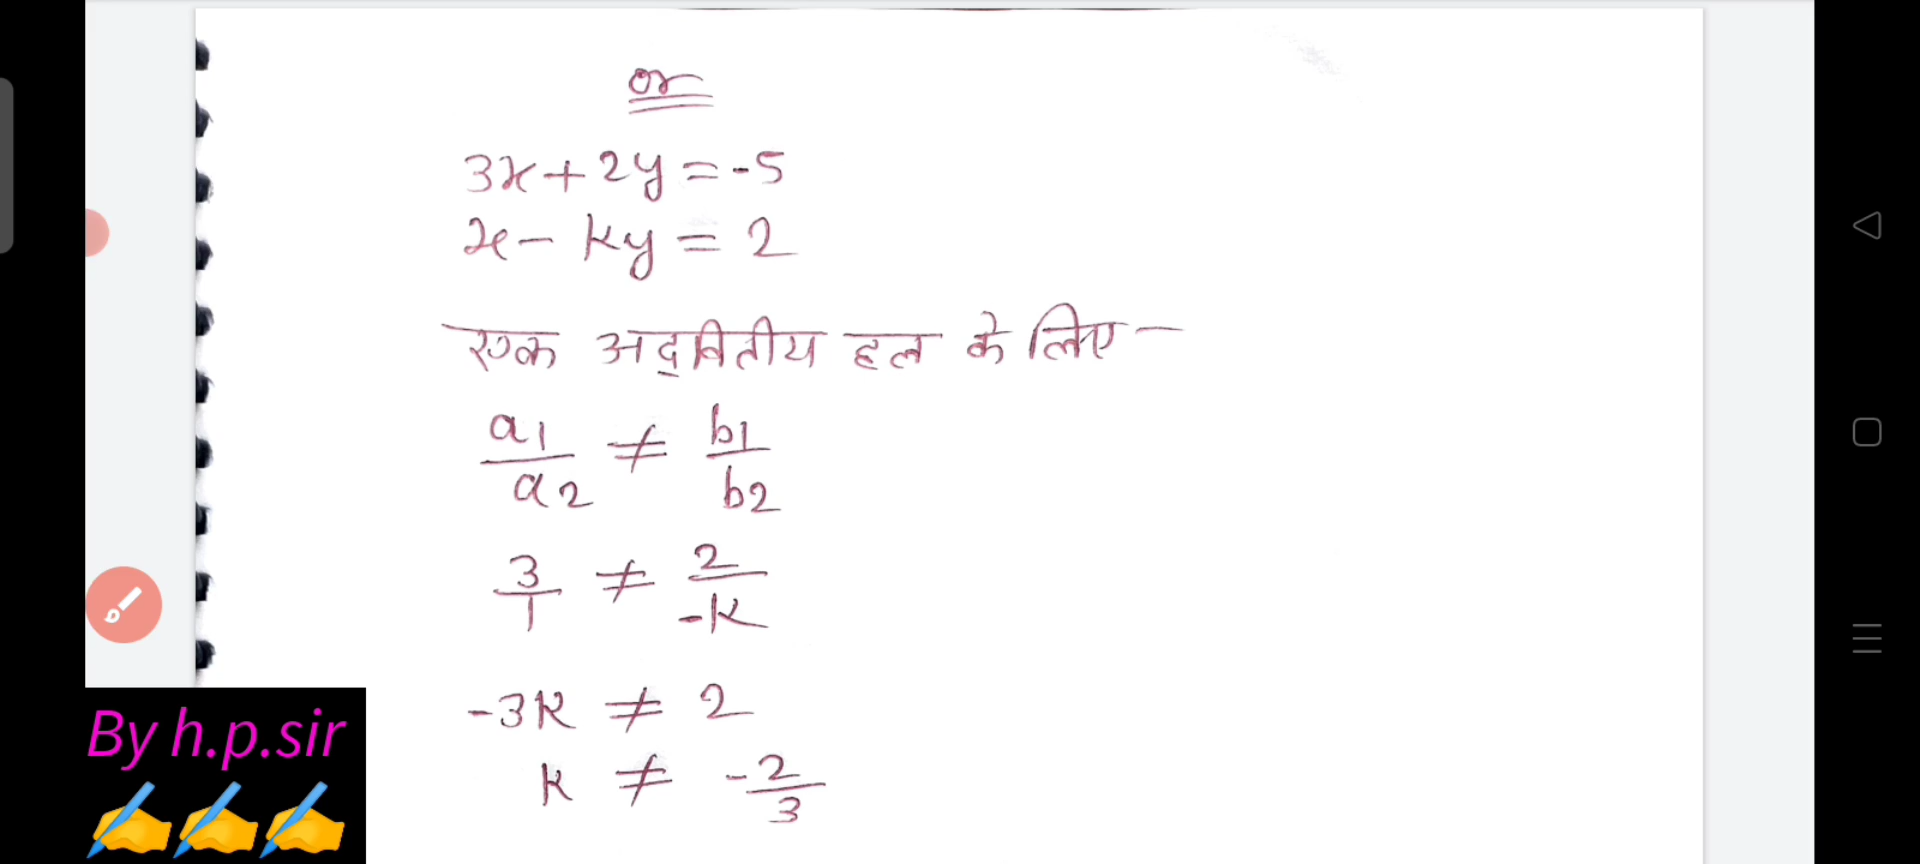 or
3x + 2y = -5
x - ky = 2
एक अद्वितीय हल के लिए -
a1/a2 ≠ b1/b2
3/1 ≠ 2/-k
-3k ≠ 2
k ≠ -2/3
By h.p.sir
✍✍✍